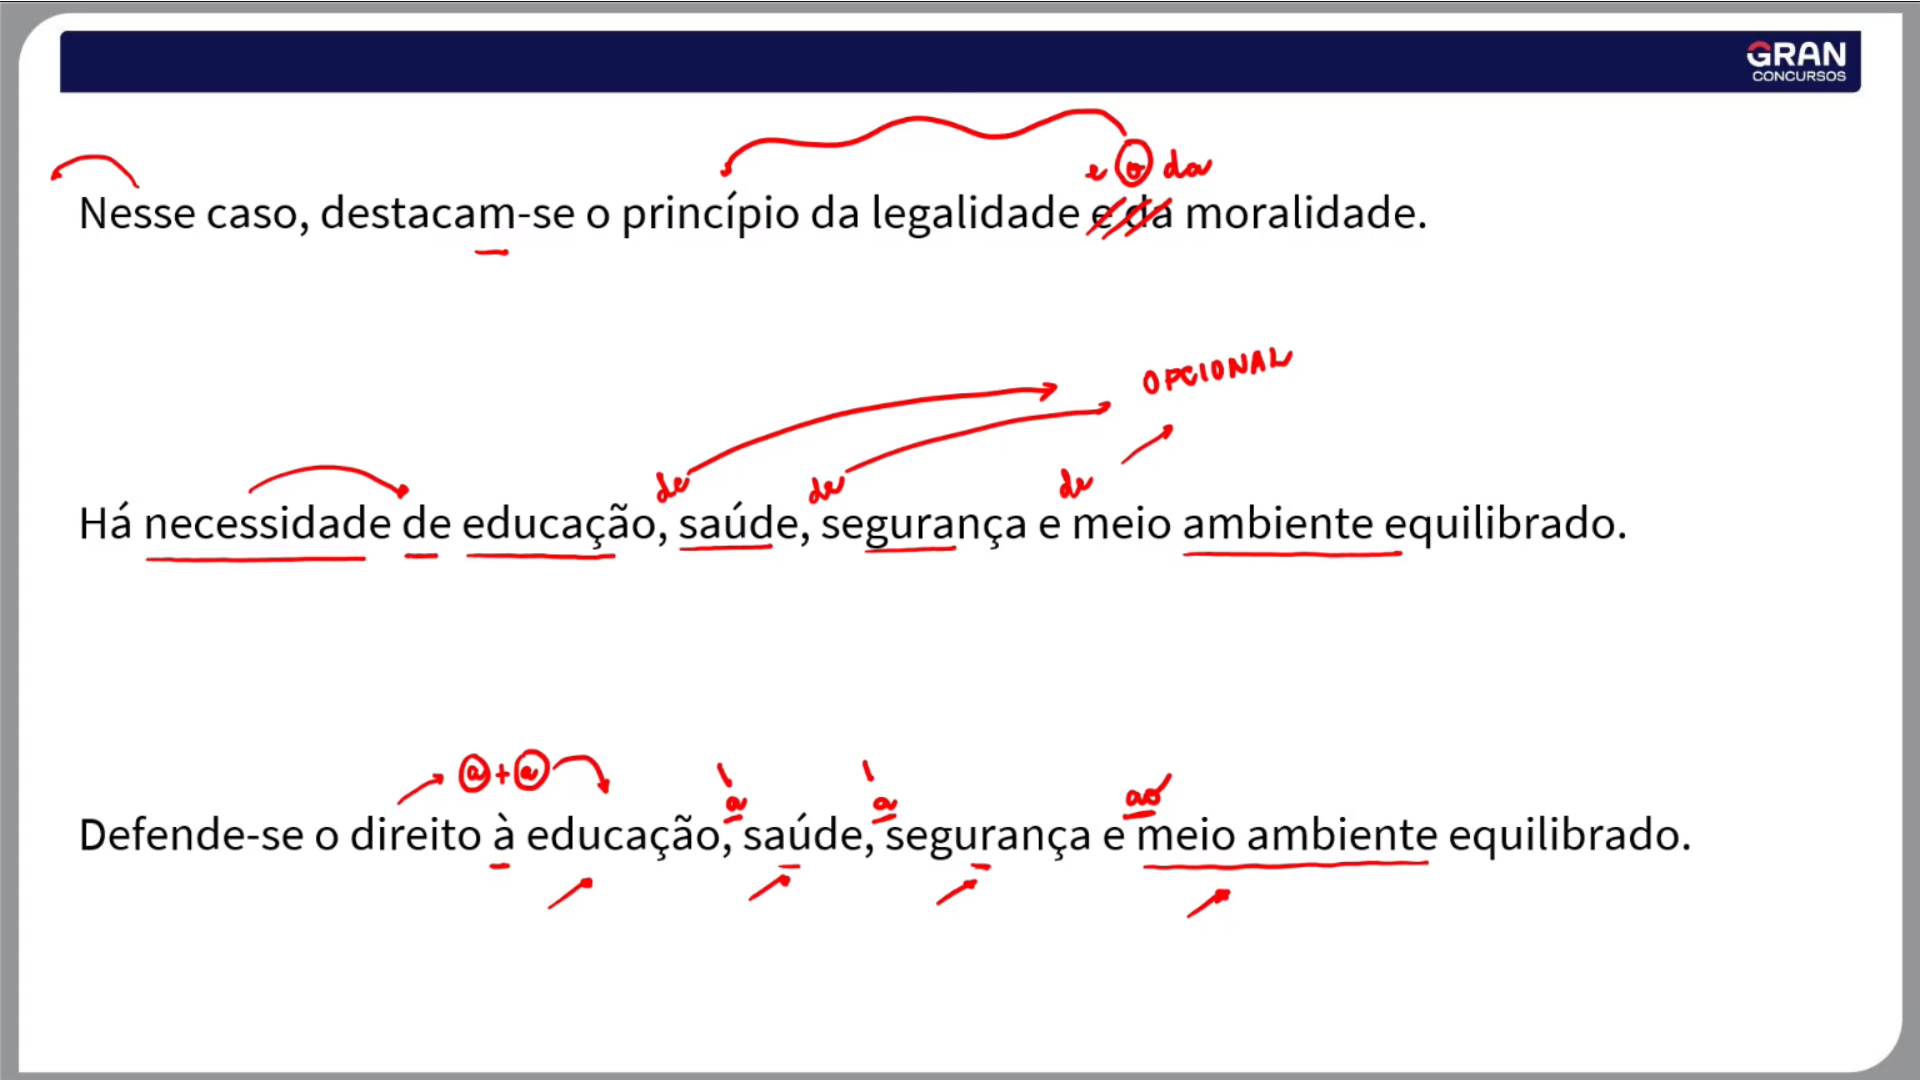 GRAN
CONCURSOS
e o da
Nesse caso, destacam-se o princípio da legalidade e da moralidade.
OPCIONAL
de de de
Há necessidade de educação, saúde, segurança e meio ambiente equilibrado.
a + a
à à ao
Defende-se o direito à educação, saúde, segurança e meio ambiente equilibrado.